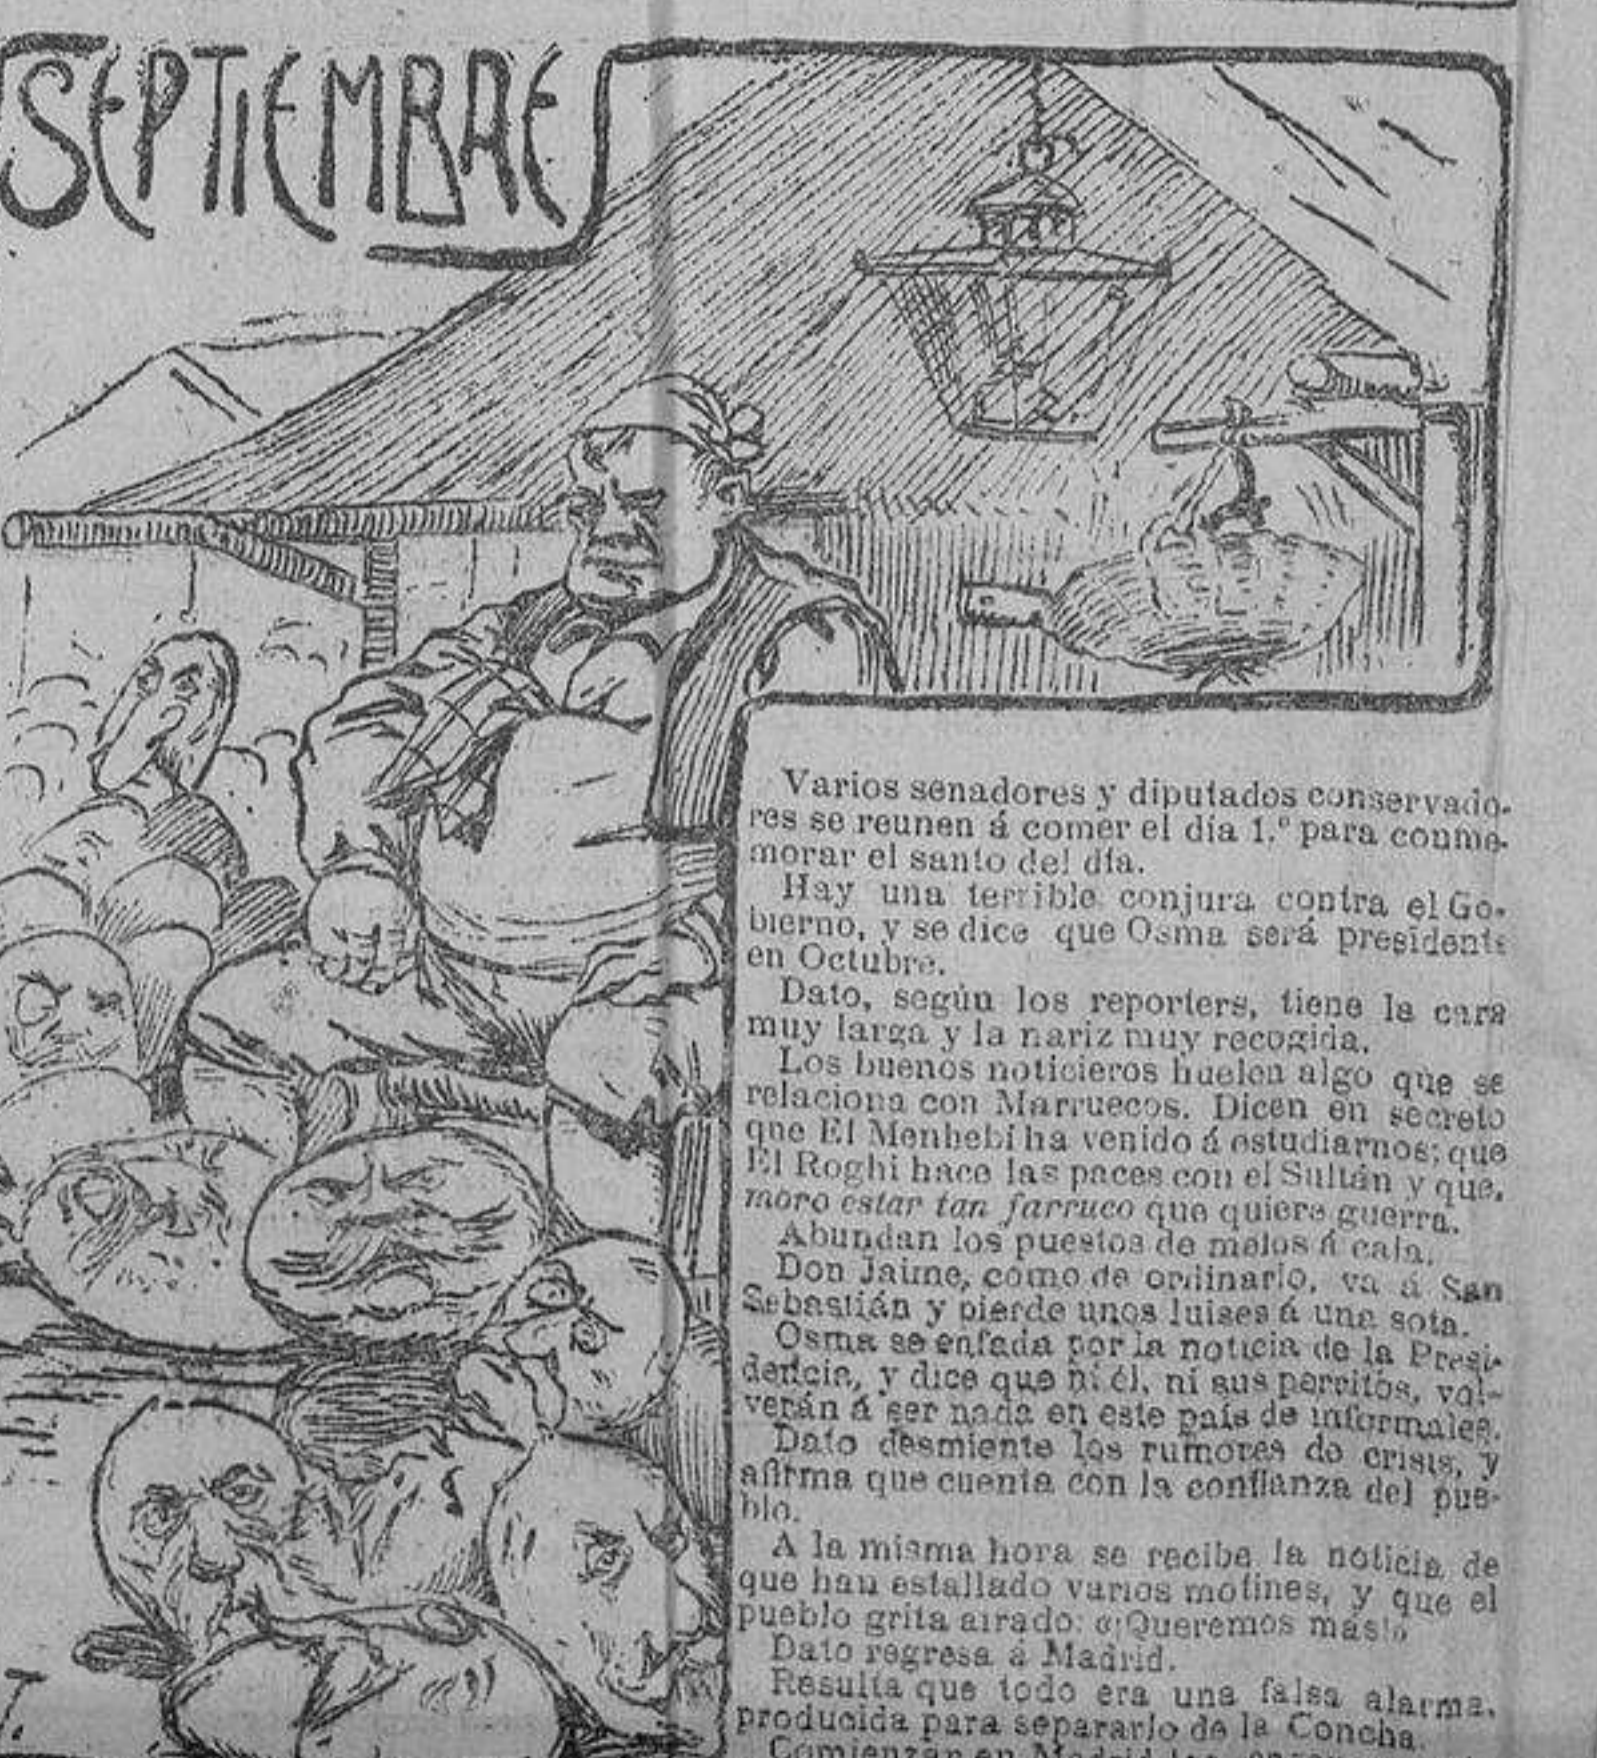 SEPTIEMBRE
Varios senadores y diputados conservado-
res se reunen á comer el día 1.º para conme-
morar el santo del día.
Hay una terrible conjura contra el Go-
bierno, y se dice que Osma será presidente
en Octubre.
Dato, según los reporters, tiene la cara
muy larga y la nariz muy recogida.
Los buenos noticieros huelen algo que se
relaciona con Marruecos. Dicen en secreto
que El Menhebi ha venido á estudiarnos; que
El Roghi hace las paces con el Sultán y que,
moro estar tan farruco que quiere guerra.
Abundan los puestos de melos á cala.
Don Jaime, como de ordinario, va á San
Sebastián y pierde unos luises á una sota.
Osma se enfada por la noticia de la Presi-
dencia, y dice que ni él, ni sus perritos, vol-
verán á ser nada en este país de informales.
Dato desmiente los rumores de crisis, y
afirma que cuenta con la confianza del pue-
blo.
A la misma hora se recibe la noticia de
que han estallado varios motines, y que el
pueblo grita airado: «¡Queremos más!»
Dato regresa á Madrid.
Resulta que todo era una falsa alarma,
producida para separarlo de la Concha.
Comienzan en Madrid